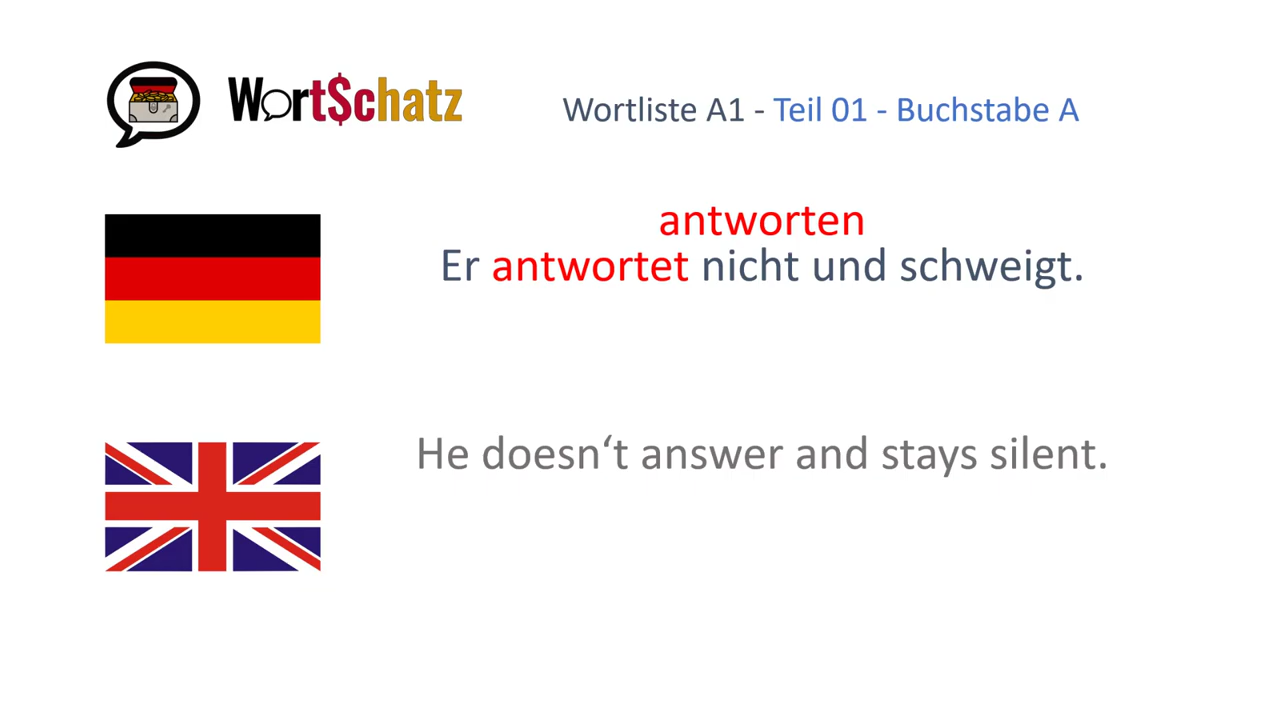 WortSchatz
Wortliste A1 - Teil 01 - Buchstabe A
antworten
Er antwortet nicht und schweigt.
He doesn‘t answer and stays silent.